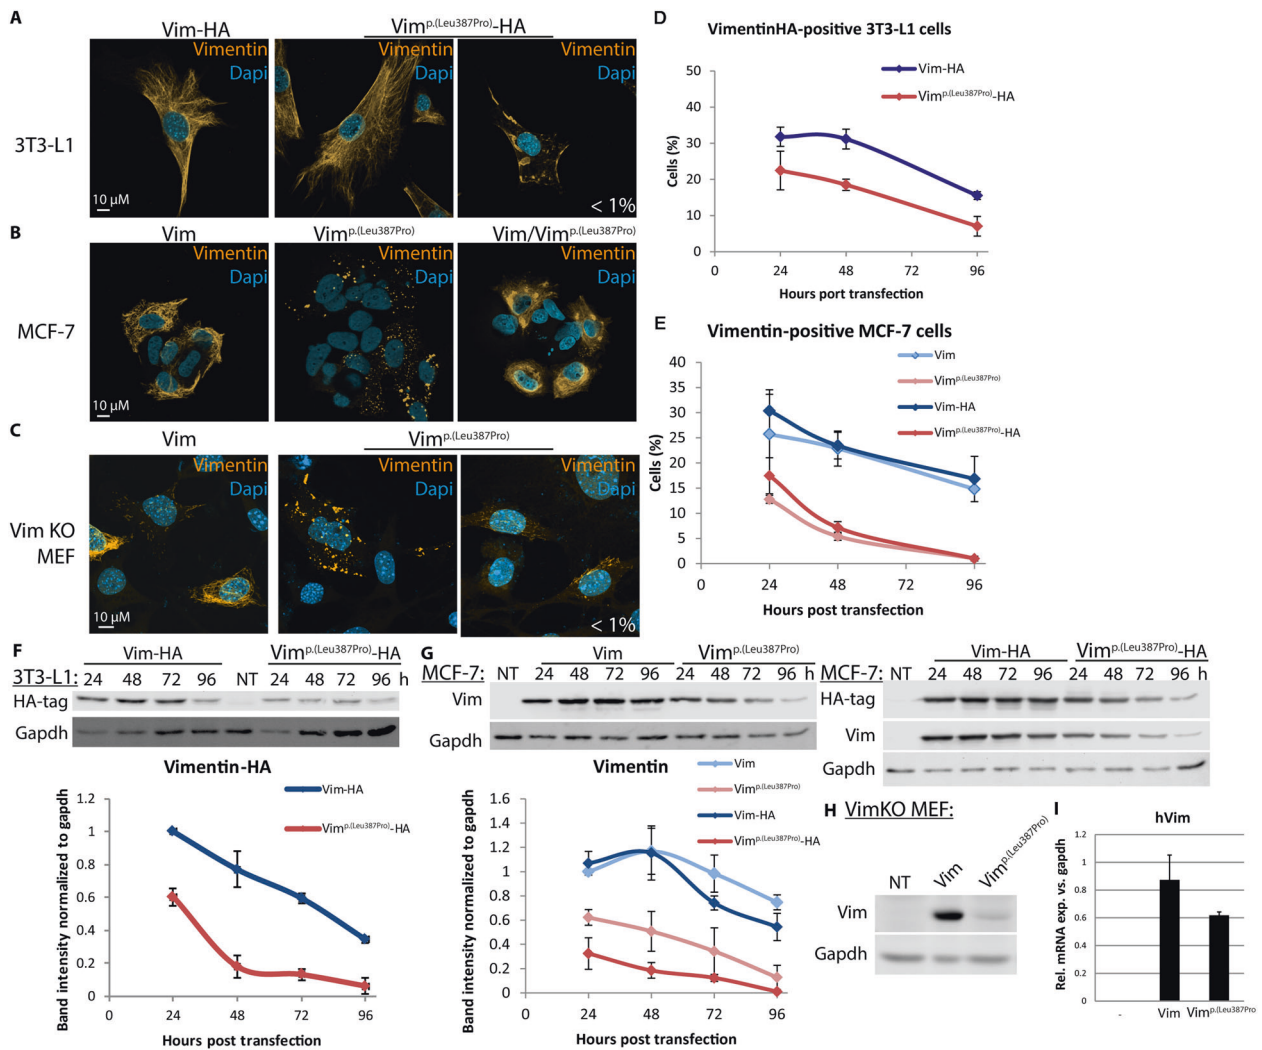 A
Vim-HA
Vimp.(Leu387Pro)-HA
3T3-L1
Vimentin
Dapi
10 µM
Vimentin
Dapi
Vimentin
Dapi
< 1%
B
Vim
Vimp.(Leu387Pro)
Vim/Vimp.(Leu387Pro)
MCF-7
Vimentin
Dapi
10 µM
Vimentin
Dapi
Vimentin
Dapi
C
Vim
Vimp.(Leu387Pro)
Vim KO
MEF
Vimentin
Dapi
10 µM
Vimentin
Dapi
Vimentin
Dapi
< 1%
D
VimentinHA-positive 3T3-L1 cells
Vim-HA
Vimp.(Leu387Pro)-HA
Cells (%)
50
40
30
20
10
0
0 24 48 72 96
Hours port transfection
E
Vimentin-positive MCF-7 cells
Vim
Vimp.(Leu387Pro)
Vim-HA
Vimp.(Leu387Pro)-HA
Cells (%)
40
35
30
25
20
15
10
5
0
0 24 48 72 96
Hours post transfection
F
Vim-HA
Vimp.(Leu387Pro)-HA
3T3-L1: 24 48 72 96 NT 24 48 72 96 h
HA-tag
Gapdh
Vimentin-HA
Vim-HA
Vimp.(Leu387Pro)-HA
Band intensity normalized to gapdh
1.2
1
0.8
0.6
0.4
0.2
0
0 24 48 72 96
Hours post transfection
G
Vim
Vimp.(Leu387Pro)
MCF-7: NT 24 48 72 96 24 48 72 96 h
Vim
Gapdh
Vim-HA
Vimp.(Leu387Pro)-HA
MCF-7: NT 24 48 72 96 24 48 72 96 h
HA-tag
Vim
Gapdh
Vimentin
Vim
Vimp.(Leu387Pro)
Vim-HA
Vimp.(Leu387Pro)-HA
Band intensity normalized to gapdh
1.6
1.4
1.2
1
0.8
0.6
0.4
0.2
0
0 24 48 72 96
Hours post transfection
H
VimKO MEF:
NT Vim Vimp.(Leu387Pro)
Vim
Gapdh
I
hVim
Rel. mRNA exp. vs. gapdh
1.2
1
0.8
0.6
0.4
0.2
0
- Vim Vimp.(Leu387Pro